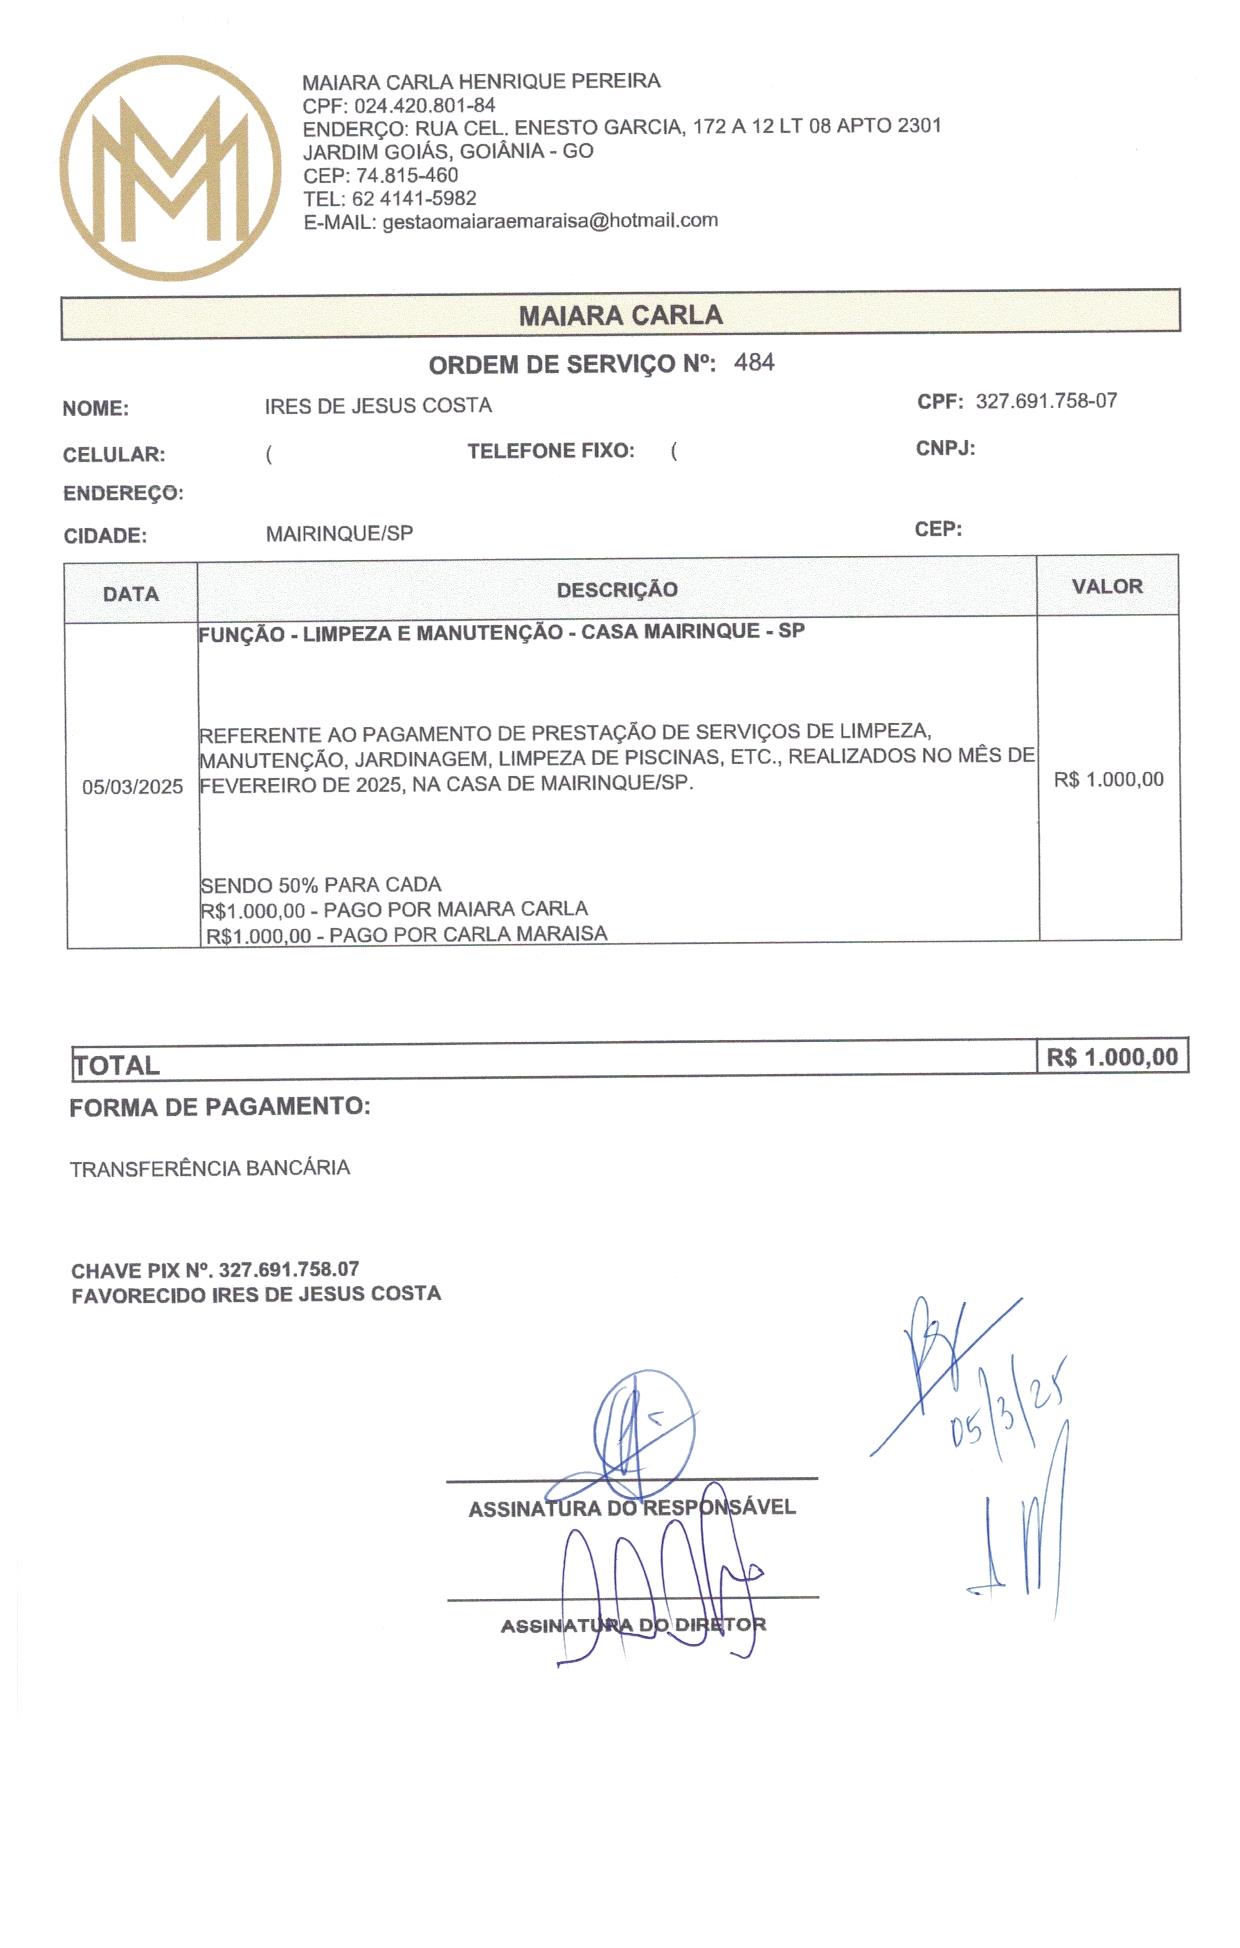 MAIARA CARLA HENRIQUE PEREIRA
CPF: 024.420.801-84
ENDERÇO: RUA CEL. ENESTO GARCIA, 172 A 12 LT 08 APTO 2301
JARDIM GOIÁS, GOIÂNIA - GO
CEP: 74.815-460
TEL: 62 4141-5982
E-MAIL: gestaomaiaraemaraisa@hotmail.com
MAIARA CARLA
ORDEM DE SERVIÇO Nº: 484
NOME: IRES DE JESUS COSTA CPF: 327.691.758-07
CELULAR: ( TELEFONE FIXO: ( CNPJ:
ENDEREÇO:
CIDADE: MAIRINQUE/SP CEP:
DATA DESCRIÇÃO VALOR
FUNÇÃO - LIMPEZA E MANUTENÇÃO - CASA MAIRINQUE - SP
REFERENTE AO PAGAMENTO DE PRESTAÇÃO DE SERVIÇOS DE LIMPEZA,
MANUTENÇÃO, JARDINAGEM, LIMPEZA DE PISCINAS, ETC., REALIZADOS NO MÊS DE
05/03/2025 FEVEREIRO DE 2025, NA CASA DE MAIRINQUE/SP. R$ 1.000,00
SENDO 50% PARA CADA
R$1.000,00 - PAGO POR MAIARA CARLA
R$1.000,00 - PAGO POR CARLA MARAISA
TOTAL R$ 1.000,00
FORMA DE PAGAMENTO:
TRANSFERÊNCIA BANCÁRIA
CHAVE PIX Nº. 327.691.758.07
FAVORECIDO IRES DE JESUS COSTA
05/3/25
ASSINATURA DO RESPONSÁVEL
ASSINATURA DO DIRETOR